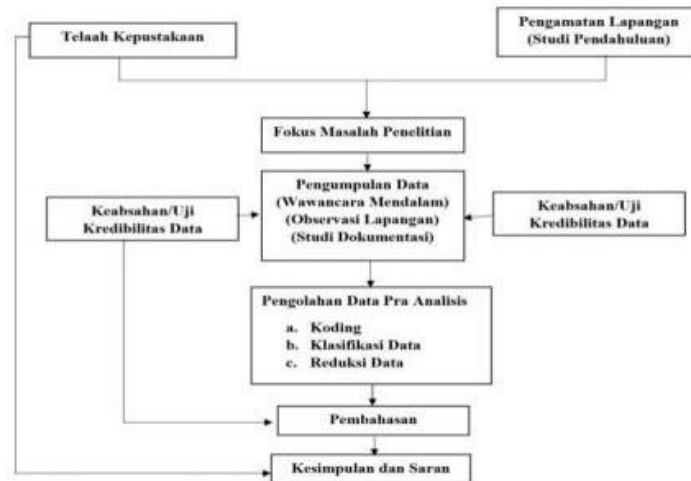 Telaah Kepustakaan
Pengamatan Lapangan
(Studi Pendahuluan)
Fokus Masalah Penelitian
Pengumpulan Data
(Wawancara Mendalam)
(Observasi Lapangan)
(Studi Dokumentasi)
Keabsahan/Uji
Kredibilitas Data
Keabsahan/Uji
Kredibilitas Data
Pengolahan Data Pra Analisis
a. Koding
b. Klasifikasi Data
c. Reduksi Data
Pembahasan
Kesimpulan dan Saran